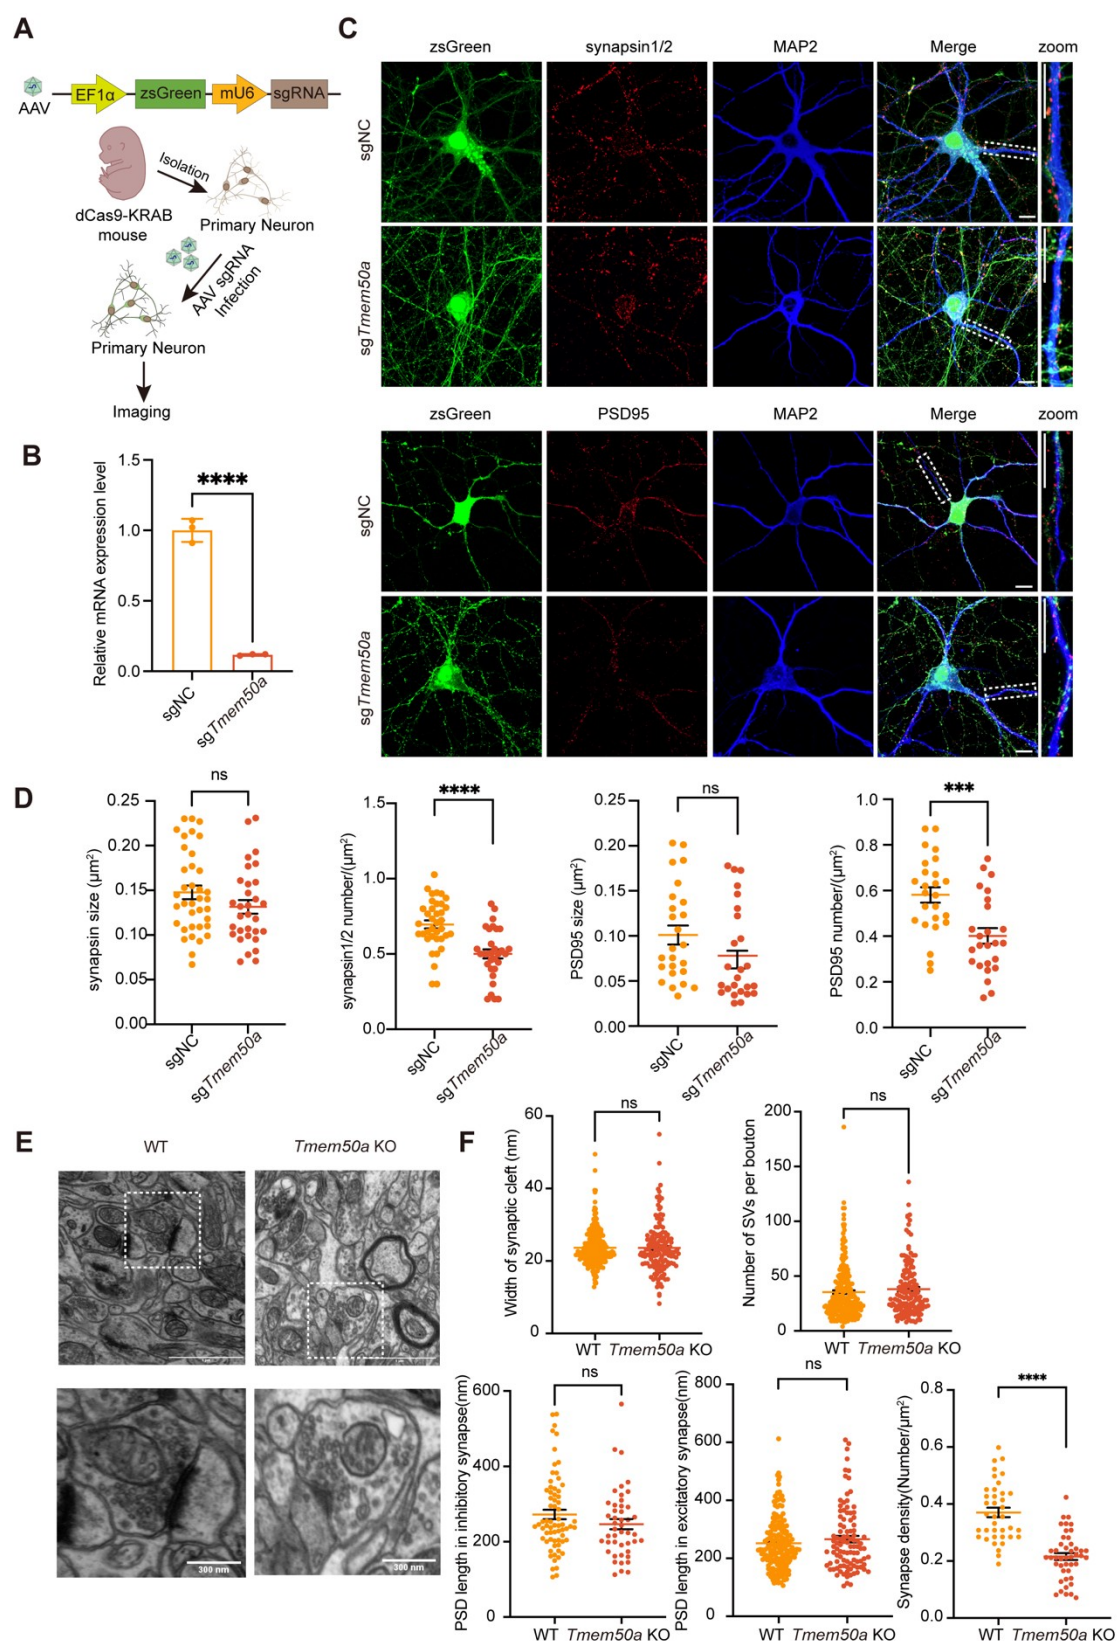 A
AAV
EF1α
zsGreen
mU6
sgRNA
Isolation
dCas9-KRAB
mouse
Primary Neuron
AAV sgRNA
Infection
Primary Neuron
Imaging
B
Relative mRNA expression level
1.5
1.0
0.5
0.0
****
sgNC
sgTmem50a
C
zsGreen
synapsin1/2
MAP2
Merge
zoom
sgNC
sgTmem50a
zsGreen
PSD95
MAP2
Merge
zoom
sgNC
sgTmem50a
D
synapsin size (μm²)
0.25
0.20
0.15
0.10
0.05
0.00
ns
sgNC
sgTmem50a
synapsin1/2 number/(μm²)
1.5
1.0
0.5
0.0
****
sgNC
sgTmem50a
PSD95 size (μm²)
0.25
0.20
0.15
0.10
0.05
0.00
ns
sgNC
sgTmem50a
PSD95 number/(μm²)
1.0
0.8
0.6
0.4
0.2
0.0
***
sgNC
sgTmem50a
E
WT
Tmem50a KO
300 nm
300 nm
F
Width of synaptic cleft (nm)
60
40
20
0
ns
WT
Tmem50a KO
Number of SVs per bouton
200
150
100
50
0
ns
WT
Tmem50a KO
PSD length in inhibitory synapse(nm)
600
400
200
0
ns
WT
Tmem50a KO
PSD length in excitatory synapse(nm)
800
600
400
200
0
ns
WT
Tmem50a KO
Synapse density(Number/μm²)
0.8
0.6
0.4
0.2
0.0
****
WT
Tmem50a KO